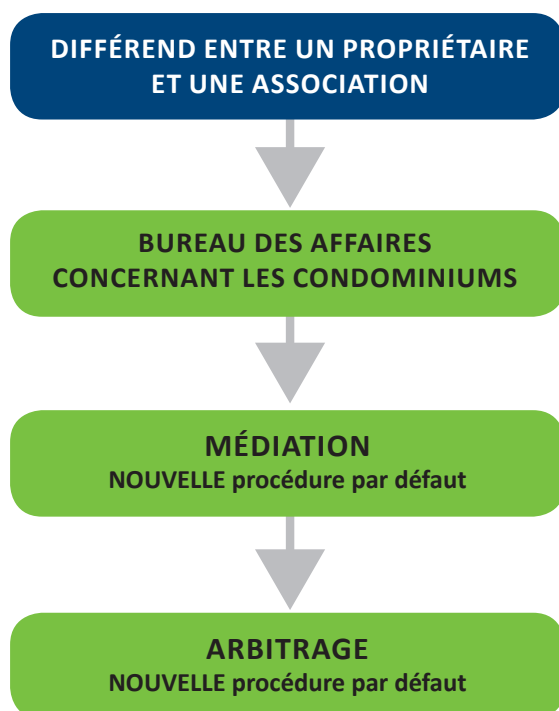 DIFFÉREND ENTRE UN PROPRIÉTAIRE
ET UNE ASSOCIATION
BUREAU DES AFFAIRES
CONCERNANT LES CONDOMINIUMS
MÉDIATION
NOUVELLE procédure par défaut
ARBITRAGE
NOUVELLE procédure par défaut